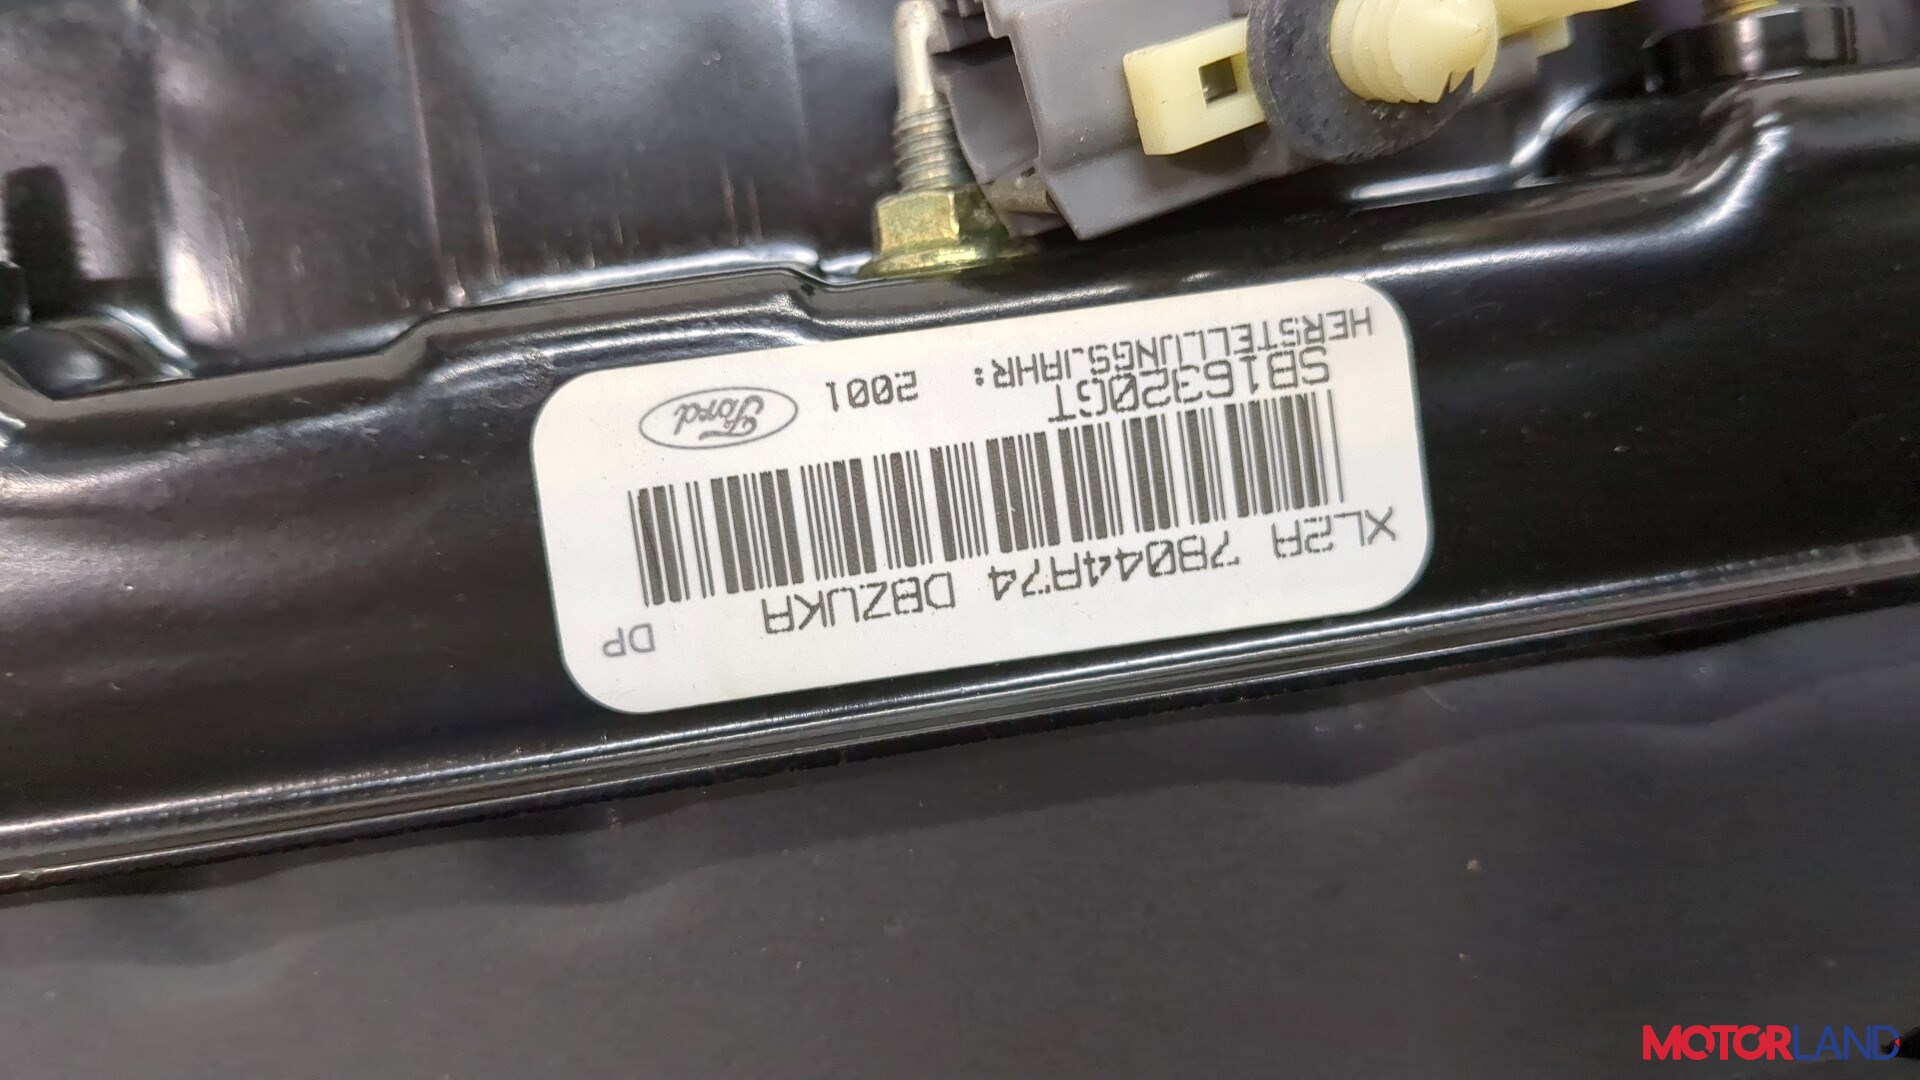 DP
XL2A 78044A74 DBZUKA
SB16320GT
HERSTELLUNGSJAHR: 2001
Ford
MOTORLAND